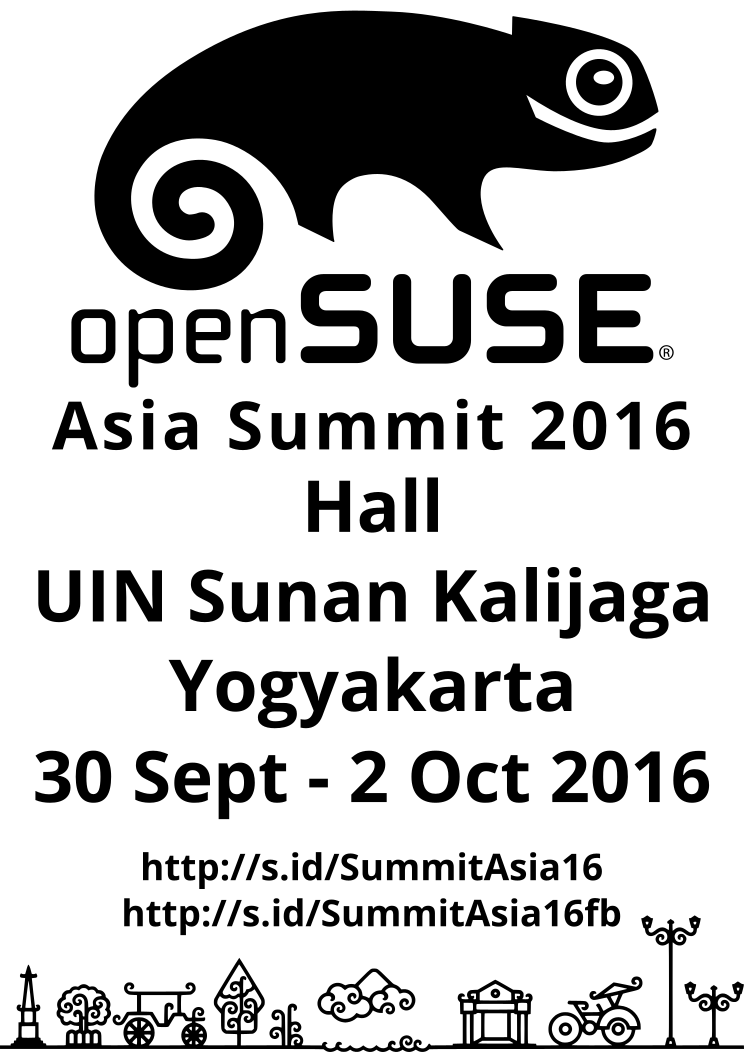 openSUSE®
Asia Summit 2016
Hall
UIN Sunan Kalijaga
Yogyakarta
30 Sept - 2 Oct 2016
http://s.id/SummitAsia16
http://s.id/SummitAsia16fb